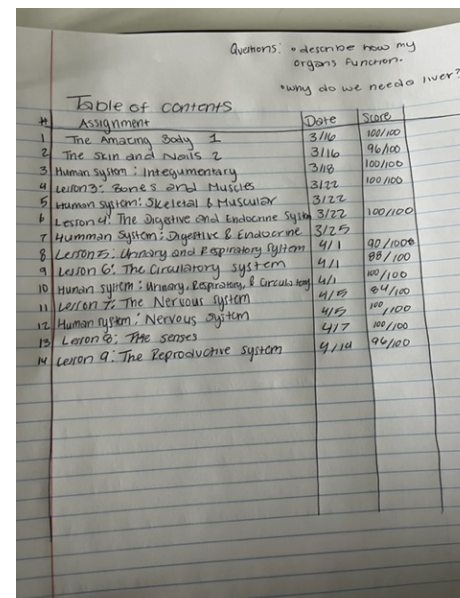 Questions: • describe how my
organs function.
• why do we needa liver?
Table of contents
# Assignment Date Score
1 The Amazing Body 1 3/16 100/100
2 The Skin and Nails 2 3/16 96/100
3 Human system: Integumentary 3/18 100/100
4 Lesson 3: Bones and Muscles 3/22 100/100
5 Human system: Skeletal & Muscular 3/22
6 Lesson 4: The Digestive and Endocrine Systm 3/22 100/100
7 Humman System: Digestive & Endocrine 3/25
8 Lesson 5: Urinary and Respiratory System 4/1 90/100
9 Lesson 6: The Circulatory system 4/1 88/100
10 Human system: Urinary, Respiratory, & Circulatory 4/1 100/100
11 Lesson 7: The Nervous system 4/5 84/100
12 Human system: Nervous System 4/5 100/100
13 Lesson 8: The senses 4/7 100/100
14 Lesson 9: The Reproductive system 4/19 96/100